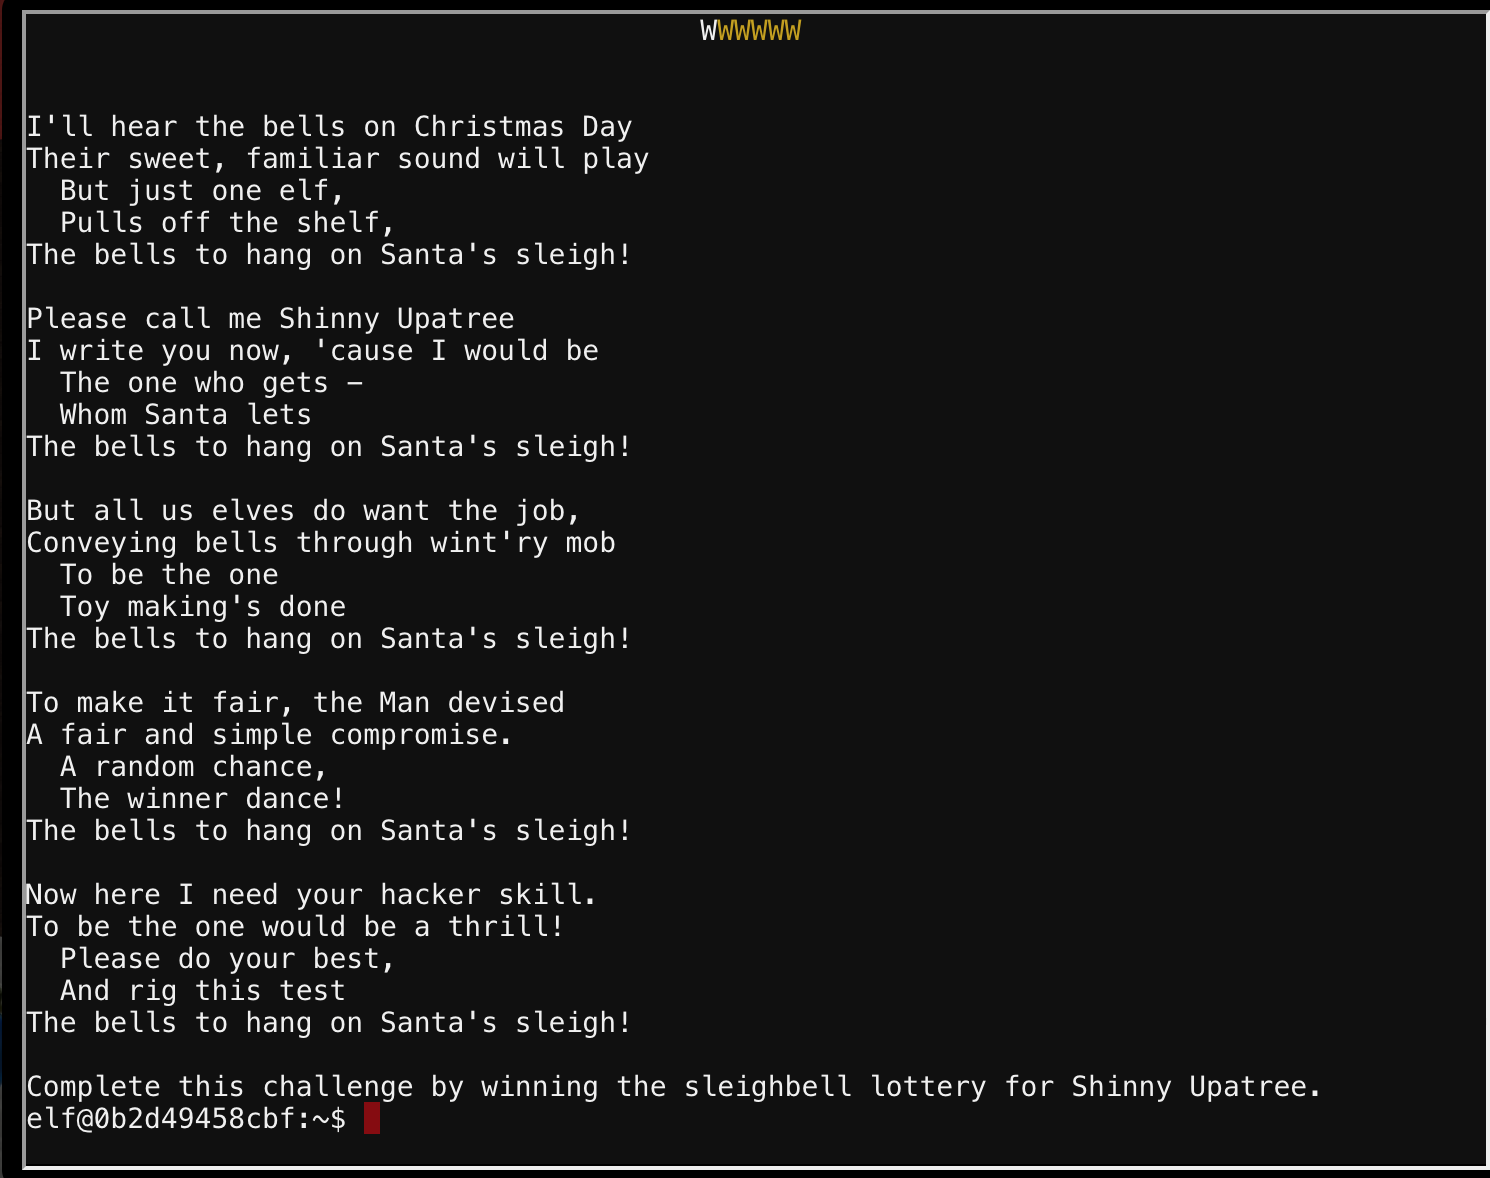 WWWWWW
I'll hear the bells on Christmas Day
Their sweet, familiar sound will play
  But just one elf,
  Pulls off the shelf,
The bells to hang on Santa's sleigh!

Please call me Shinny Upatree
I write you now, 'cause I would be
  The one who gets –
  Whom Santa lets
The bells to hang on Santa's sleigh!

But all us elves do want the job,
Conveying bells through wint'ry mob
  To be the one
  Toy making's done
The bells to hang on Santa's sleigh!

To make it fair, the Man devised
A fair and simple compromise.
  A random chance,
  The winner dance!
The bells to hang on Santa's sleigh!

Now here I need your hacker skill.
To be the one would be a thrill!
  Please do your best,
  And rig this test
The bells to hang on Santa's sleigh!

Complete this challenge by winning the sleighbell lottery for Shinny Upatree.
elf@0b2d49458cbf:~$